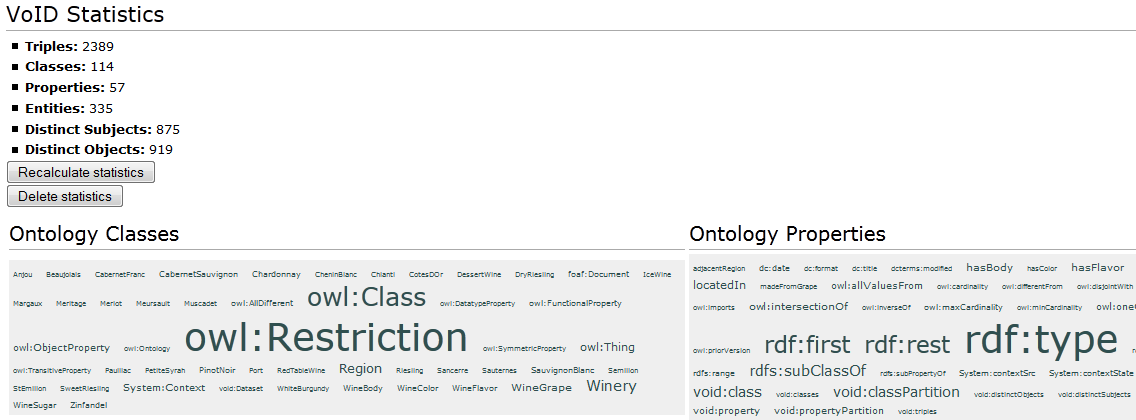 VoID Statistics
Triples: 2389
Classes: 114
Properties: 57
Entities: 335
Distinct Subjects: 875
Distinct Objects: 919
Recalculate statistics
Delete statistics
Ontology Classes
Anjou Beaujolais CabernetFranc CabernetSauvignon Chardonnay CheninBlanc Chianti CotesDOr DessertWine DryRiesling foaf:Document IceWine
Margaux Meritage Merlot Meursault Muscadet owl:AllDifferent owl:Class owl:DatatypeProperty owl:FunctionalProperty
owl:ObjectProperty owl:Ontology owl:Restriction owl:SymmetricProperty owl:Thing
owl:TransitiveProperty Pauillac PetiteSyrah PinotNoir Port RedTableWine Region Riesling Sancerre Sauternes SauvignonBlanc Semillon
StEmilion SweetRiesling System:Context void:Dataset WhiteBurgundy WineBody WineColor WineFlavor WineGrape Winery
WineSugar Zinfandel
Ontology Properties
adjacentRegion dc:date dc:format dc:title dcterms:modified hasBody hasColor hasFlavor
locatedIn madeFromGrape owl:allValuesFrom owl:cardinality owl:differentFrom owl:disjointWith
owl:imports owl:intersectionOf owl:inverseOf owl:maxCardinality owl:minCardinality owl:one
owl:priorVersion rdf:first rdf:rest rdf:type
rdfs:range rdfs:subClassOf rdfs:subPropertyOf System:contextSrc System:contextState
void:class void:classes void:classPartition void:distinctObjects void:distinctSubjects
void:property void:propertyPartition void:triples